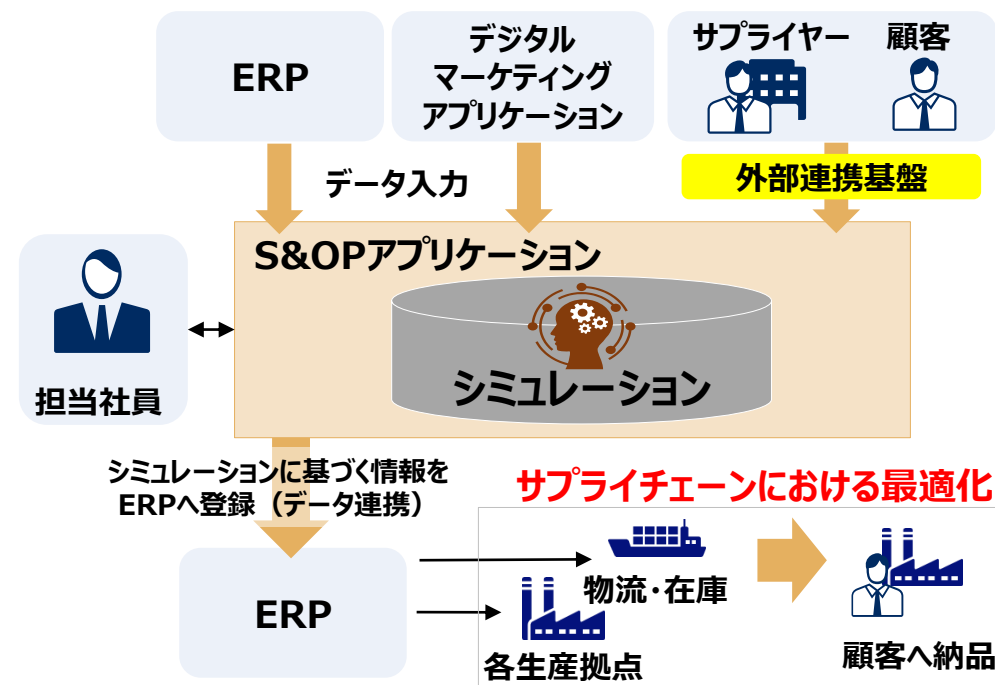 ERP
デジタル
マーケティング
アプリケーション
サプライヤー
顧客
データ入力
外部連携基盤
S&OPアプリケーション
シミュレーション
担当社員
シミュレーションに基づく情報を
ERPへ登録（データ連携）
サプライチェーンにおける最適化
ERP
物流・在庫
各生産拠点
顧客へ納品